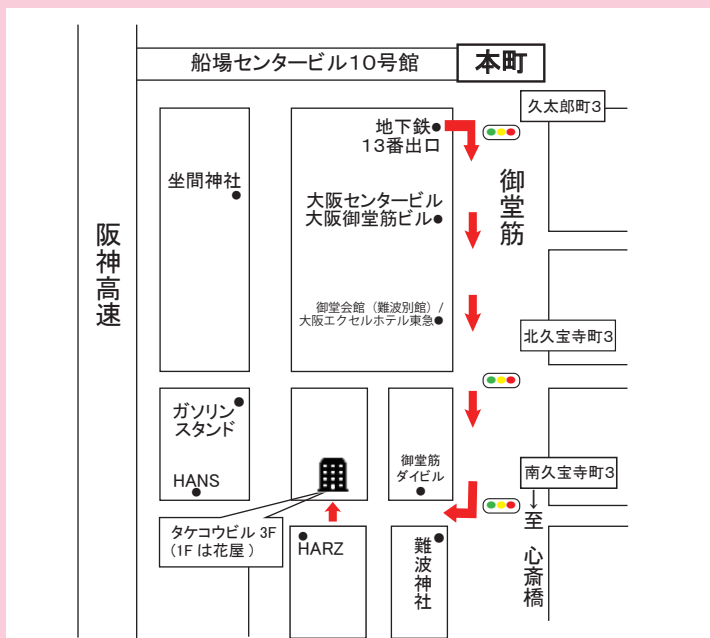 船場センタービル10号館
本町
久太郎町3
地下鉄
13番出口
坐間神社
御堂筋
大阪センタービル
大阪御堂筋ビル
阪神高速
御堂会館（難波別館）/
大阪エクセルホテル東急
北久宝寺町3
ガソリン
スタンド
御堂筋
ダイビル
HANS
南久宝寺町3
タケコウビル 3F
(1F は花屋 )
HARZ
難波神社
↓
至
心斎橋